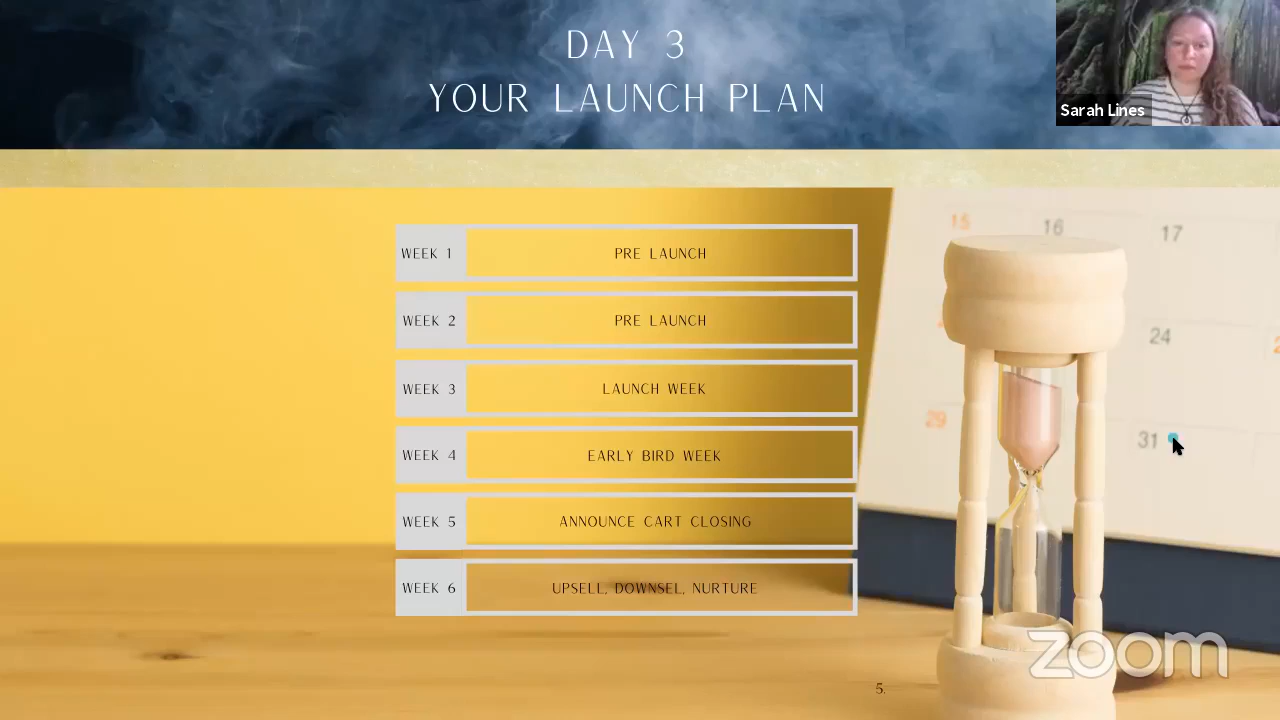 DAY 3
YOUR LAUNCH PLAN
Sarah Lines
WEEK 1 PRE LAUNCH
WEEK 2 PRE LAUNCH
WEEK 3 LAUNCH WEEK
WEEK 4 EARLY BIRD WEEK
WEEK 5 ANNOUNCE CART CLOSING
WEEK 6 UPSELL, DOWNSEL, NURTURE
15 16 17
24
29
31
zoom
5.